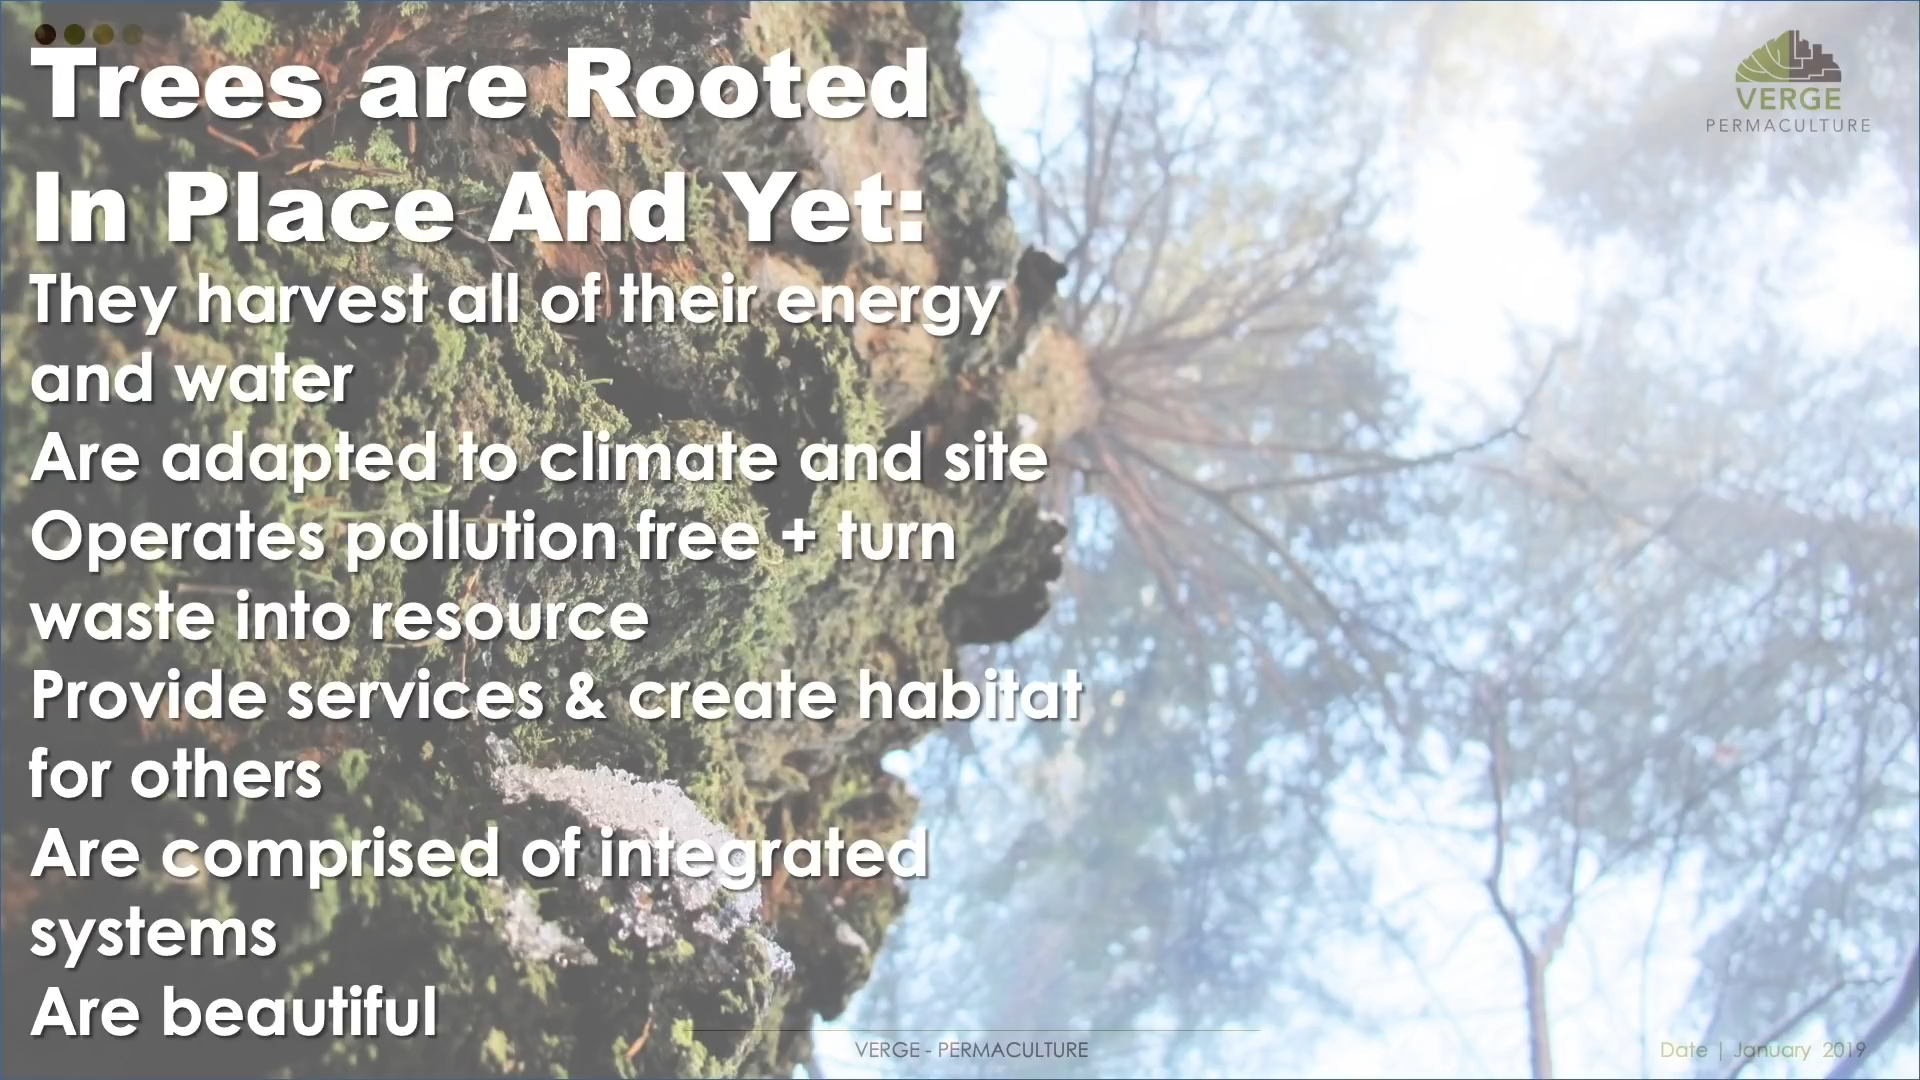 Trees are Rooted
In Place And Yet:
They harvest all of their energy
and water
Are adapted to climate and site
Operates pollution free + turn
waste into resource
Provide services & create habitat
for others
Are comprised of integrated
systems
Are beautiful
VERGE
PERMACULTURE
VERGE - PERMACULTURE
Date | January 2019